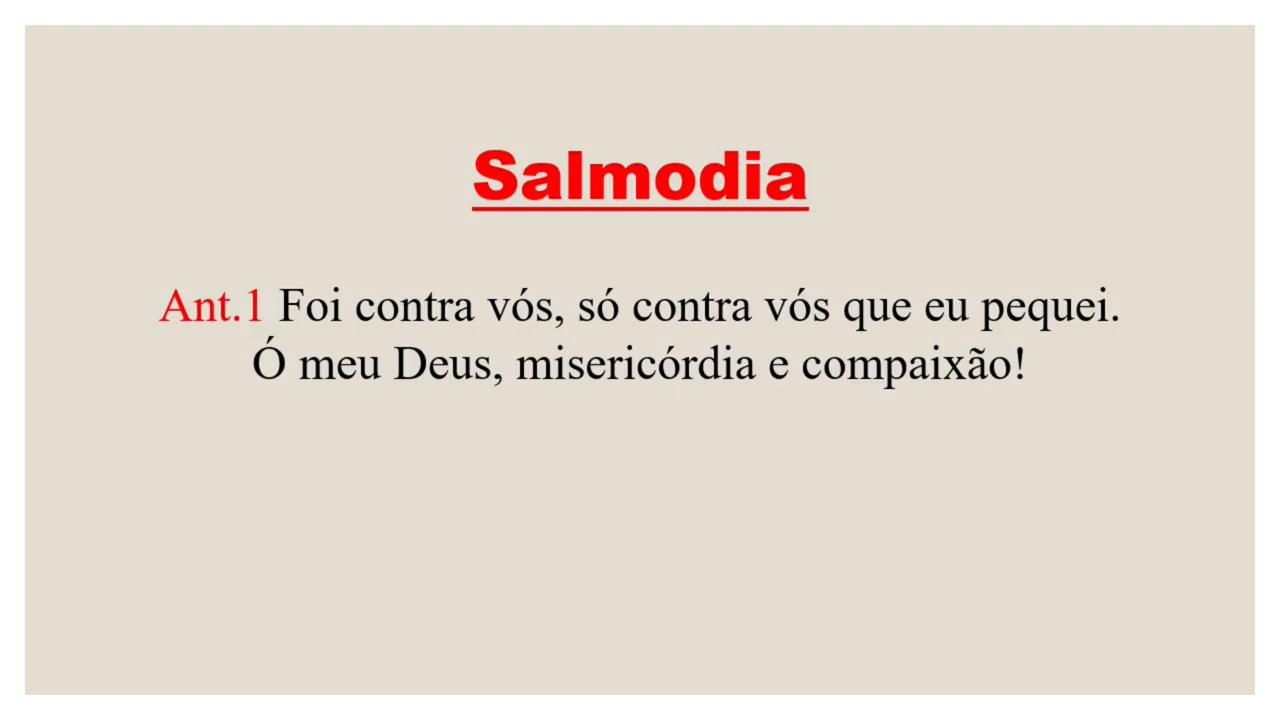 Salmodia
Ant.1 Foi contra vós, só contra vós que eu pequei.
Ó meu Deus, misericórdia e compaixão!